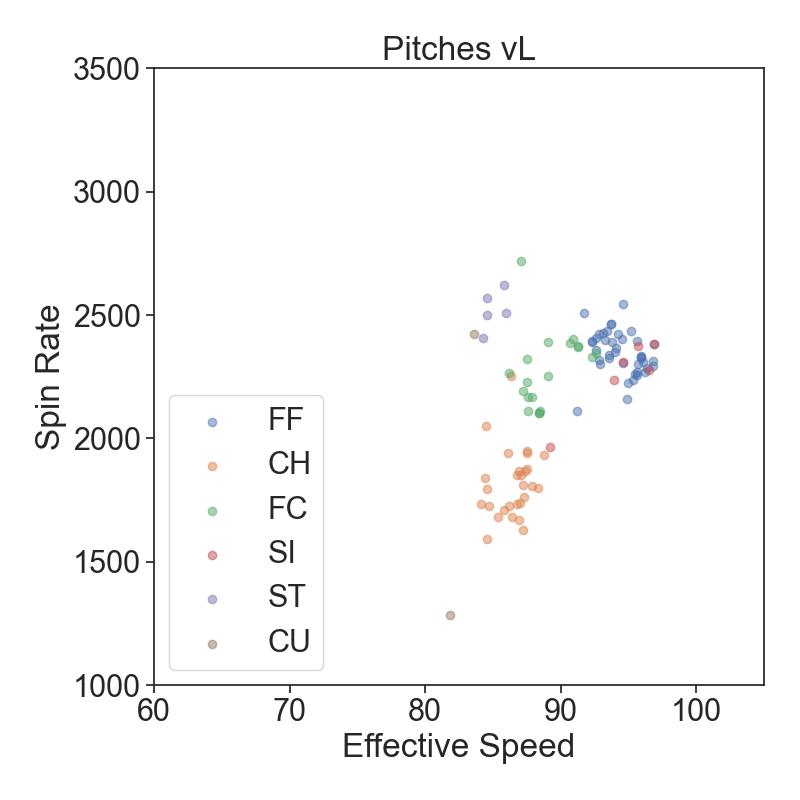 Pitches vL
3500
3000
2500
2000
1500
1000
Spin Rate
FF
CH
FC
SI
ST
CU
60 70 80 90 100
Effective Speed